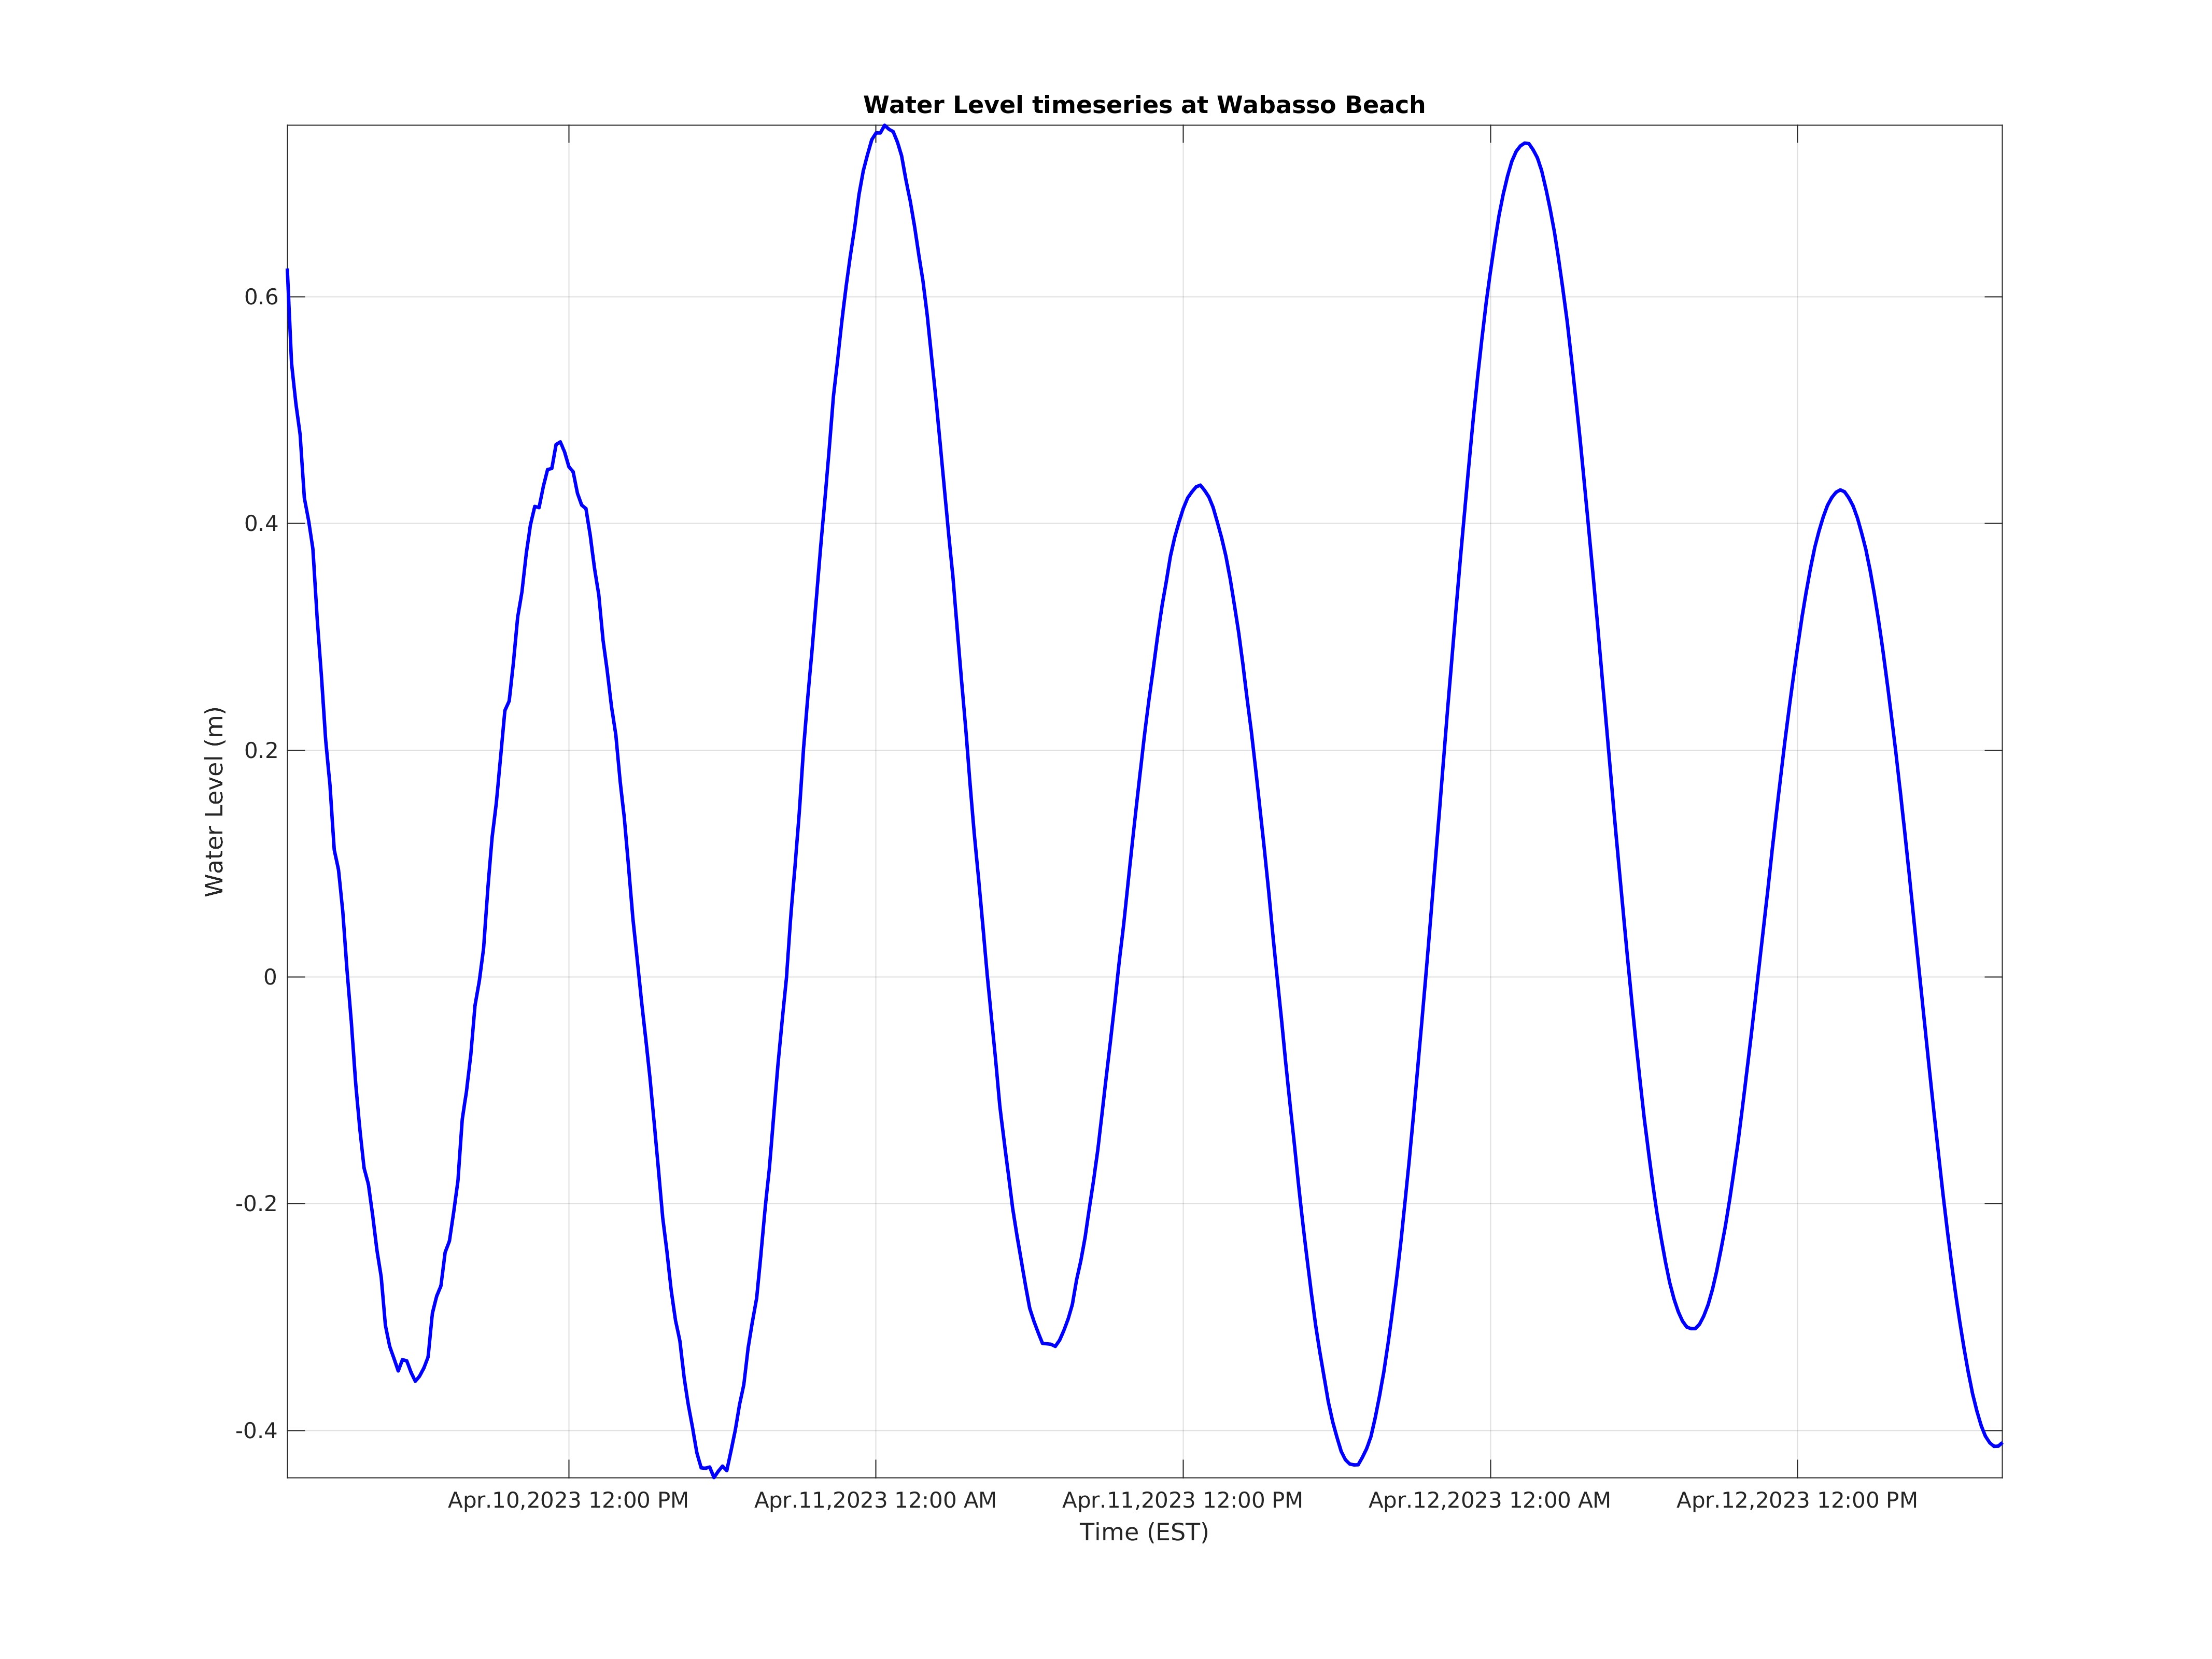 Water Level timeseries at Wabasso Beach
0.6
0.4
0.2
0
-0.2
-0.4
Water Level (m)
Apr.10,2023 12:00 PM
Apr.11,2023 12:00 AM
Apr.11,2023 12:00 PM
Apr.12,2023 12:00 AM
Apr.12,2023 12:00 PM
Time (EST)